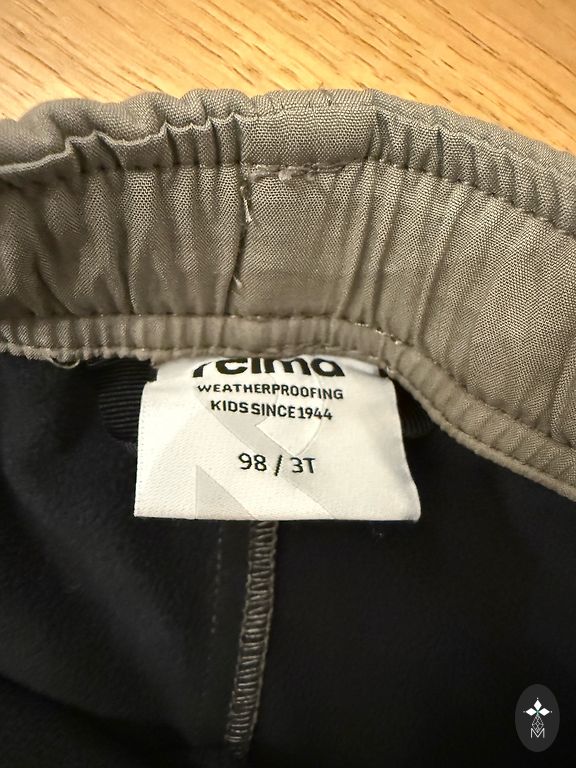 reima
WEATHERPROOFING
KIDS SINCE 1944
98 / 3T